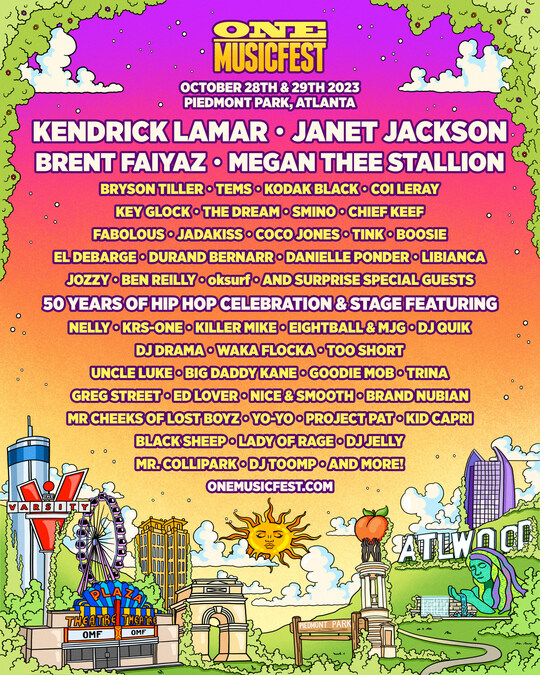 ONE
MUSICFEST
OCTOBER 28TH & 29TH 2023
PIEDMONT PARK, ATLANTA
KENDRICK LAMAR • JANET JACKSON
BRENT FAIYAZ • MEGAN THEE STALLION
BRYSON TILLER • TEMS • KODAK BLACK • COI LERAY
KEY GLOCK • THE DREAM • SMINO • CHIEF KEEF
FABOLOUS • JADAKISS • COCO JONES • TINK • BOOSIE
EL DEBARGE • DURAND BERNARR • DANIELLE PONDER • LIBIANCA
JOZZY • BEN REILLY • oksurf • AND SURPRISE SPECIAL GUESTS
50 YEARS OF HIP HOP CELEBRATION & STAGE FEATURING
NELLY • KRS-ONE • KILLER MIKE • EIGHTBALL & MJG • DJ QUIK
DJ DRAMA • WAKA FLOCKA • TOO SHORT
UNCLE LUKE • BIG DADDY KANE • GOODIE MOB • TRINA
GREG STREET • ED LOVER • NICE & SMOOTH • BRAND NUBIAN
MR CHEEKS OF LOST BOYZ • YO-YO • PROJECT PAT • KID CAPRI
BLACK SHEEP • LADY OF RAGE • DJ JELLY
MR. COLLIPARK • DJ TOOMP • AND MORE!
ONEMUSICFEST.COM
THE
VARSITY
ATLWOOD
PLAZA
THEATRE THEATRE
OMF OMF
PIEDMONT PARK